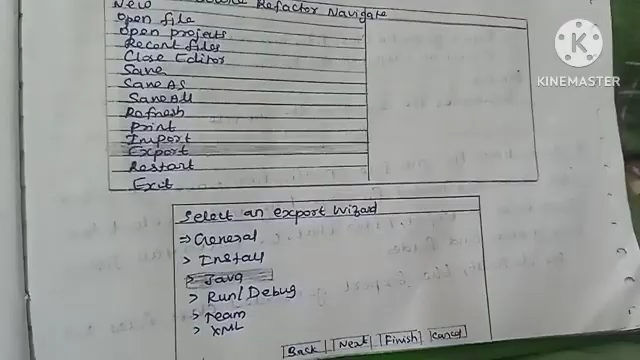 New Refactor Navigate
Open file
Open projects
Recent files
Close Editor
Save
Save AS
Save All
Refresh
Print
Import
Export
Restart
Exit
Select an export Wizard
⇒ General
> Install
> Java
> Run/Debug
> Team
> XML
Back Next Finish Cancel
KINEMASTER